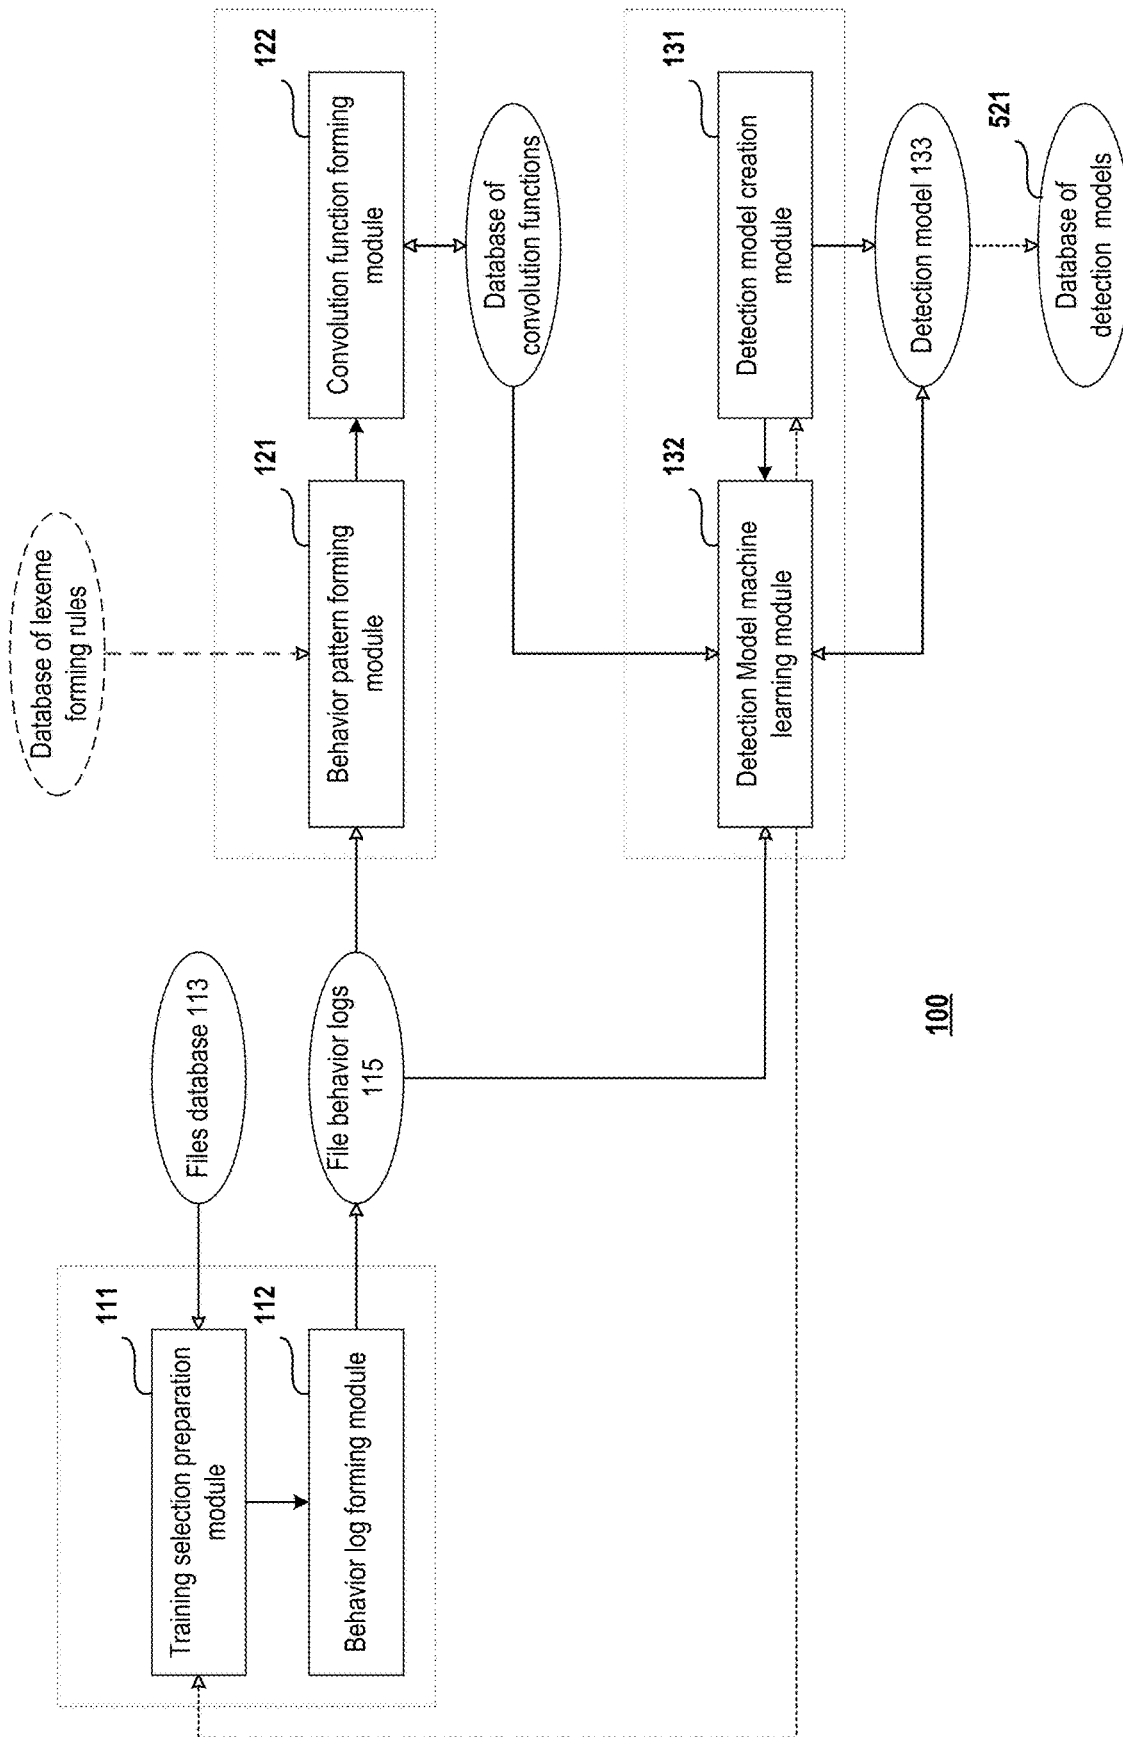 Database of lexeme
forming rules
Files database 113
111
Training selection preparation
module
112
Behavior log forming module
File behavior logs
115
121
Behavior pattern forming
module
122
Convolution function forming
module
Database of
convolution functions
132
Detection Model machine
learning module
131
Detection model creation
module
Detection model 133
521
Database of
detection models
100